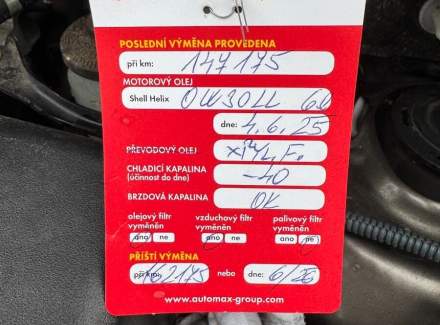 POSLEDNÍ VÝMĚNA PROVEDENA
při km: 147175
MOTOROVÝ OLEJ
Shell Helix 0W30LL
dne: 4.6.25
PŘEVODOVÝ OLEJ
CHLADICÍ KAPALINA
(účinnost do dne) -40
BRZDOVÁ KAPALINA OK
olejový filtr vyměněn
vzduchový filtr vyměněn
palivový filtr vyměněn
ano ne
ano ne
ano ne
PŘÍŠTÍ VÝMĚNA
při km: 162175 nebo dne: 6/26
www.automax-group.com